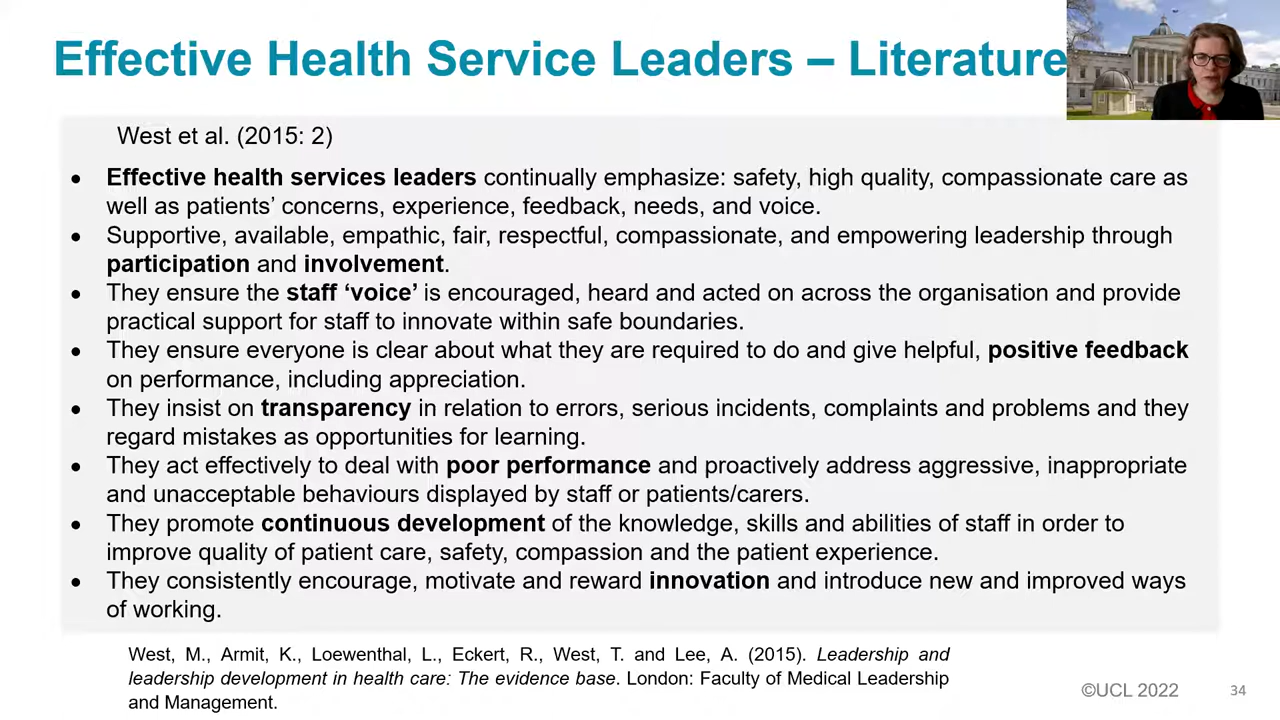 Effective Health Service Leaders – Literature
West et al. (2015: 2)
• Effective health services leaders continually emphasize: safety, high quality, compassionate care as
well as patients’ concerns, experience, feedback, needs, and voice.
• Supportive, available, empathic, fair, respectful, compassionate, and empowering leadership through
participation and involvement.
• They ensure the staff ‘voice’ is encouraged, heard and acted on across the organisation and provide
practical support for staff to innovate within safe boundaries.
• They ensure everyone is clear about what they are required to do and give helpful, positive feedback
on performance, including appreciation.
• They insist on transparency in relation to errors, serious incidents, complaints and problems and they
regard mistakes as opportunities for learning.
• They act effectively to deal with poor performance and proactively address aggressive, inappropriate
and unacceptable behaviours displayed by staff or patients/carers.
• They promote continuous development of the knowledge, skills and abilities of staff in order to
improve quality of patient care, safety, compassion and the patient experience.
• They consistently encourage, motivate and reward innovation and introduce new and improved ways
of working.
West, M., Armit, K., Loewenthal, L., Eckert, R., West, T. and Lee, A. (2015). Leadership and
leadership development in health care: The evidence base. London: Faculty of Medical Leadership
and Management.
©UCL 2022
34